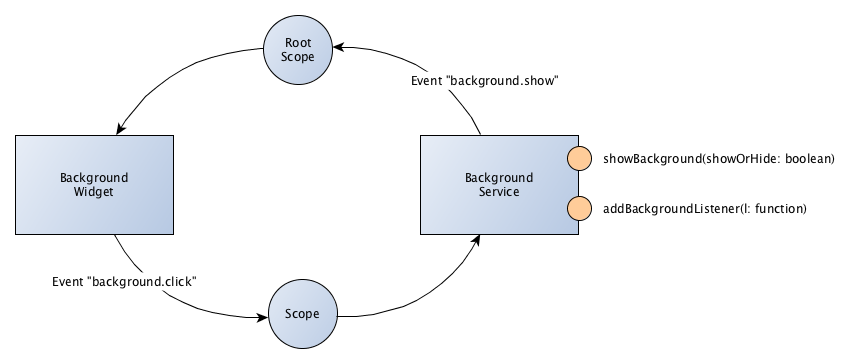 Root
Scope
Event "background.show"
Background
Widget
Background
Service
showBackground(showOrHide: boolean)
addBackgroundListener(l: function)
Event "background.click"
Scope